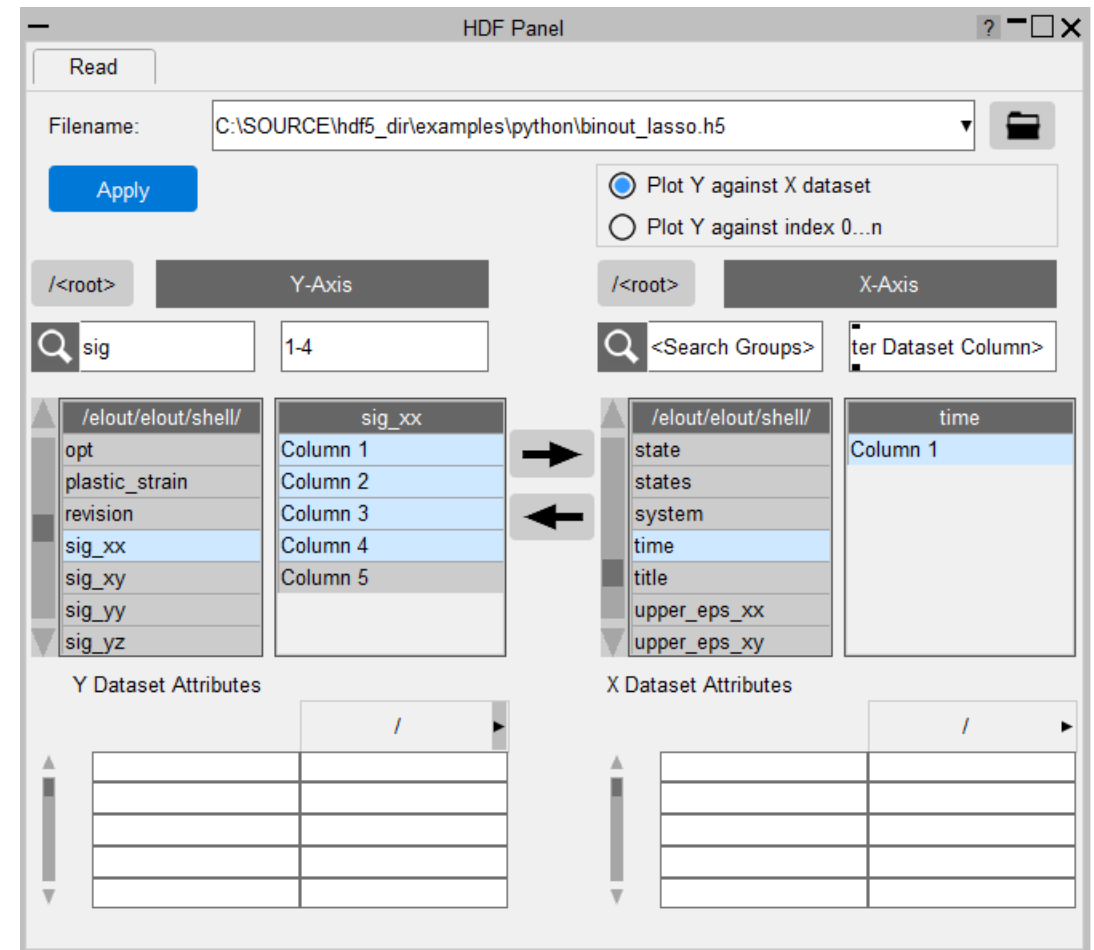 HDF Panel ?
Read
Filename: C:\SOURCE\hdf5_dir\examples\python\binout_lasso.h5
Apply
Plot Y against X dataset
Plot Y against index 0...n
/<root> Y-Axis /<root> X-Axis
sig 1-4 <Search Groups> ter Dataset Column>
/elout/elout/shell/ sig_xx /elout/elout/shell/ time
opt Column 1 state Column 1
plastic_strain Column 2 states
revision Column 3 system
sig_xx Column 4 time
sig_xy Column 5 title
sig_yy upper_eps_xx
sig_yz upper_eps_xy
Y Dataset Attributes X Dataset Attributes
/ /